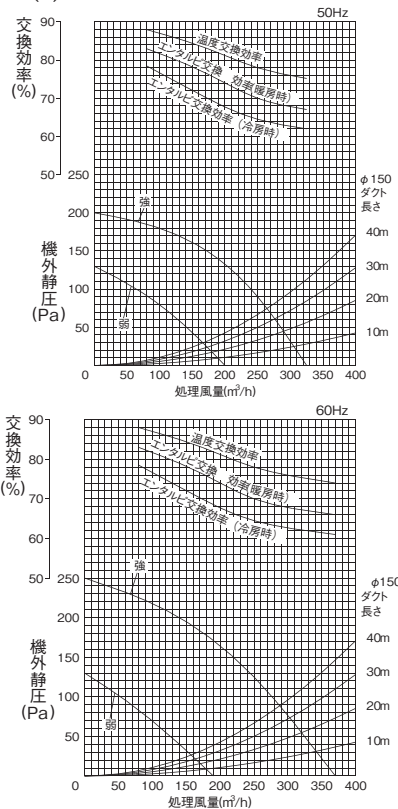 50Hz
交換効率
(%)
90
80
70
60
50
温度交換効率
エンタルピ交換 効率(暖房時)
エンタルピ交換効率(冷房時)
機外静圧
(Pa)
250
200
150
100
50
0
強
弱
φ150
ダクト
長さ
40m
30m
20m
10m
0 50 100 150 200 250 300 350 400
処理風量(m³/h)
60Hz
交換効率
(%)
90
80
70
60
50
温度交換効率
エンタルピ交換 効率(暖房時)
エンタルピ交換効率(冷房時)
機外静圧
(Pa)
250
200
150
100
50
強
弱
φ150
ダクト
長さ
40m
30m
20m
10m
0 50 100 150 200 250 300 350 400
処理風量(m³/h)